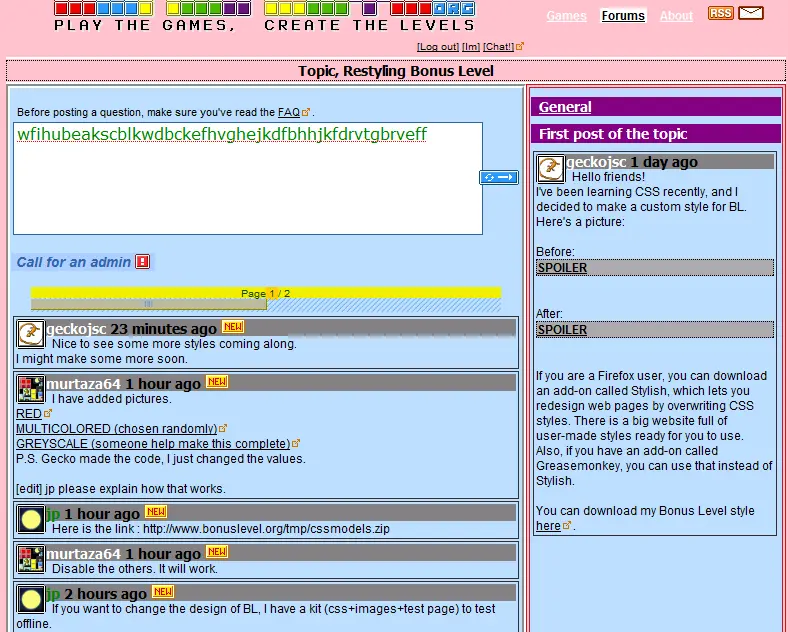 PLAY THE GAMES, CREATE THE LEVELS
ORG
Games Forums About RSS
[Log out] [Im] [Chat!]
Topic, Restyling Bonus Level
Before posting a question, make sure you've read the FAQ .
wfihubeakscblkwdbckefhvghejkdfbhhjkfdrvtgbrveff
Call for an admin
Page 1 / 2
geckojsc 23 minutes ago NEW
Nice to see some more styles coming along.
I might make some more soon.
murtaza64 1 hour ago NEW
I have added pictures.
RED
MULTICOLORED (chosen randomly)
GREYSCALE (someone help make this complete)
P.S. Gecko made the code, I just changed the values.
[edit] jp please explain how that works.
jp 1 hour ago NEW
Here is the link : http://www.bonuslevel.org/tmp/cssmodels.zip
murtaza64 1 hour ago NEW
Disable the others. It will work.
jp 2 hours ago NEW
If you want to change the design of BL, I have a kit (css+images+test page) to test
offline.
General
First post of the topic
geckojsc 1 day ago
Hello friends!
I've been learning CSS recently, and I
decided to make a custom style for BL.
Here's a picture:
Before:
SPOILER
After:
SPOILER
If you are a Firefox user, you can download
an add-on called Stylish, which lets you
redesign web pages by overwriting CSS
styles. There is a big website full of
user-made styles ready for you to use.
Also, if you have an add-on called
Greasemonkey, you can use that instead of
Stylish.
You can download my Bonus Level style
here .